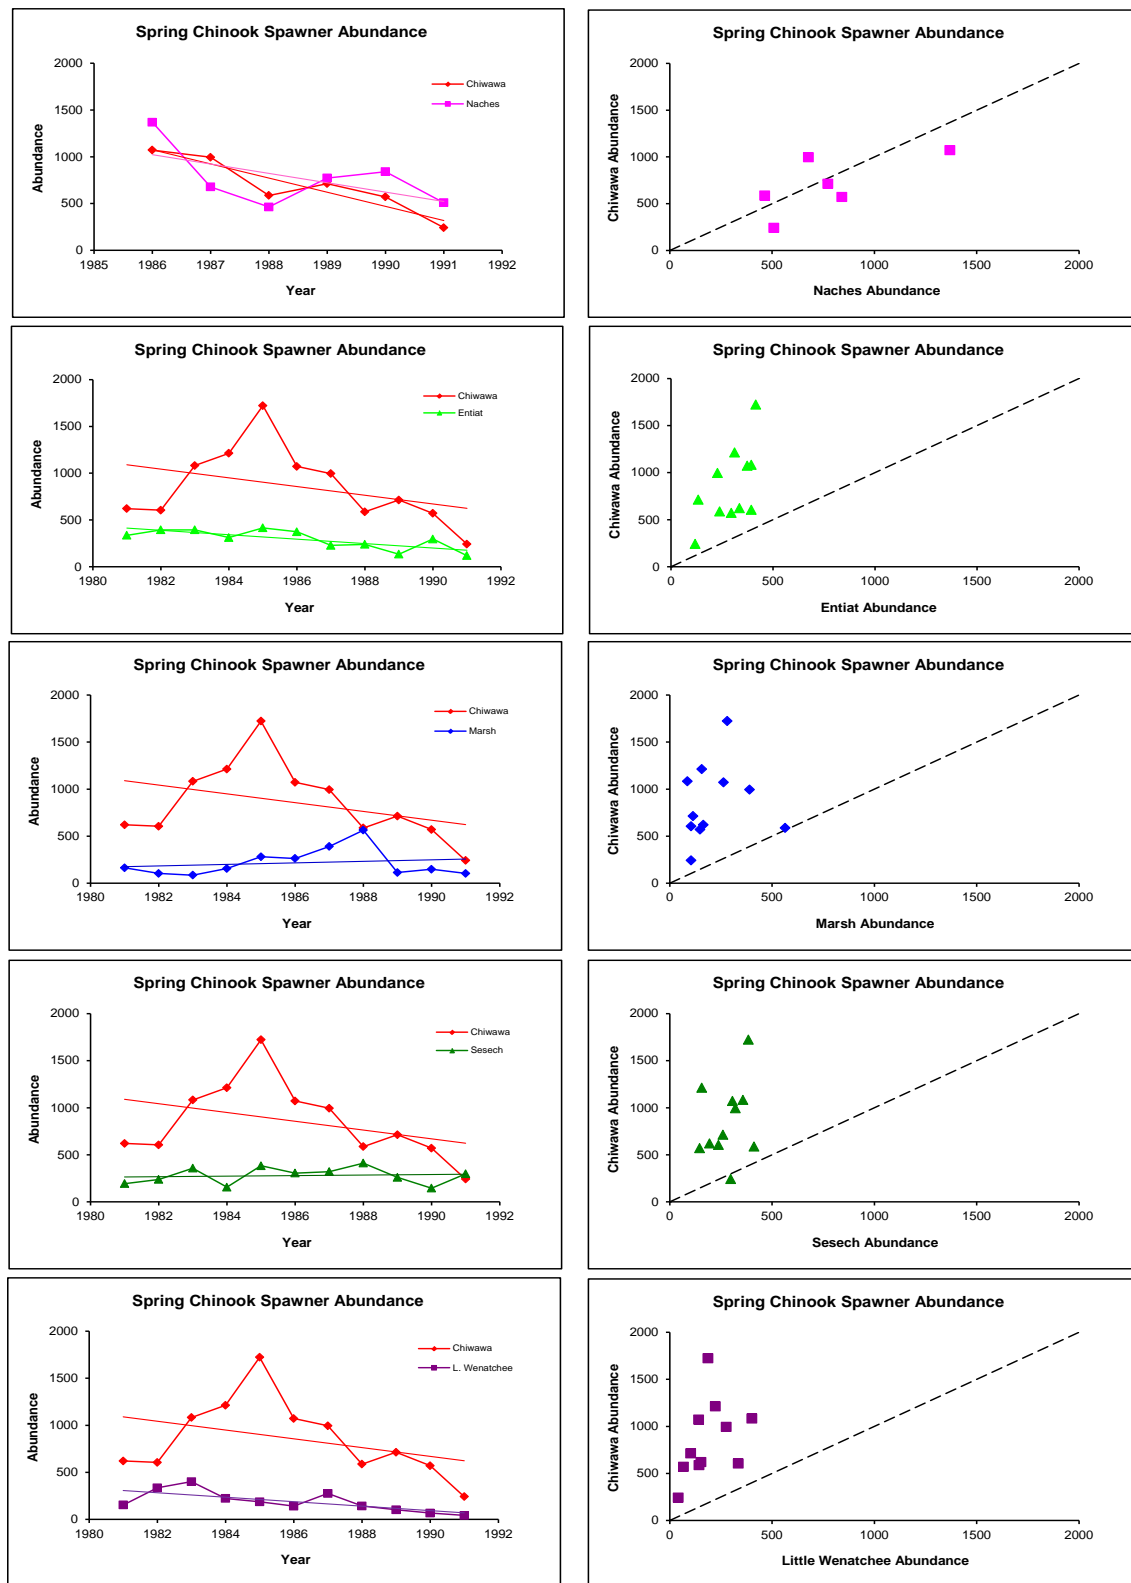 Spring Chinook Spawner Abundance
2000
1500
1000
500
0
1985 1986 1987 1988 1989 1990 1991 1992
Abundance
Year
Chiwawa
Naches
Spring Chinook Spawner Abundance
2000
1500
1000
500
0
0 500 1000 1500 2000
Chiwawa Abundance
Naches Abundance
Spring Chinook Spawner Abundance
2000
1500
1000
500
0
1980 1982 1984 1986 1988 1990 1992
Abundance
Year
Chiwawa
Entiat
Spring Chinook Spawner Abundance
2000
1500
1000
500
0
0 500 1000 1500 2000
Chiwawa Abundance
Entiat Abundance
Spring Chinook Spawner Abundance
2000
1500
1000
500
0
1980 1982 1984 1986 1988 1990 1992
Abundance
Year
Chiwawa
Marsh
Spring Chinook Spawner Abundance
2000
1500
1000
500
0
0 500 1000 1500 2000
Chiwawa Abundance
Marsh Abundance
Spring Chinook Spawner Abundance
2000
1500
1000
500
0
1980 1982 1984 1986 1988 1990 1992
Abundance
Year
Chiwawa
Sesech
Spring Chinook Spawner Abundance
2000
1500
1000
500
0
0 500 1000 1500 2000
Chiwawa Abundance
Sesech Abundance
Spring Chinook Spawner Abundance
2000
1500
1000
500
0
1980 1982 1984 1986 1988 1990 1992
Abundance
Year
Chiwawa
L. Wenatchee
Spring Chinook Spawner Abundance
2000
1500
1000
500
0
0 500 1000 1500 2000
Chiwawa Abundance
Little Wenatchee Abundance